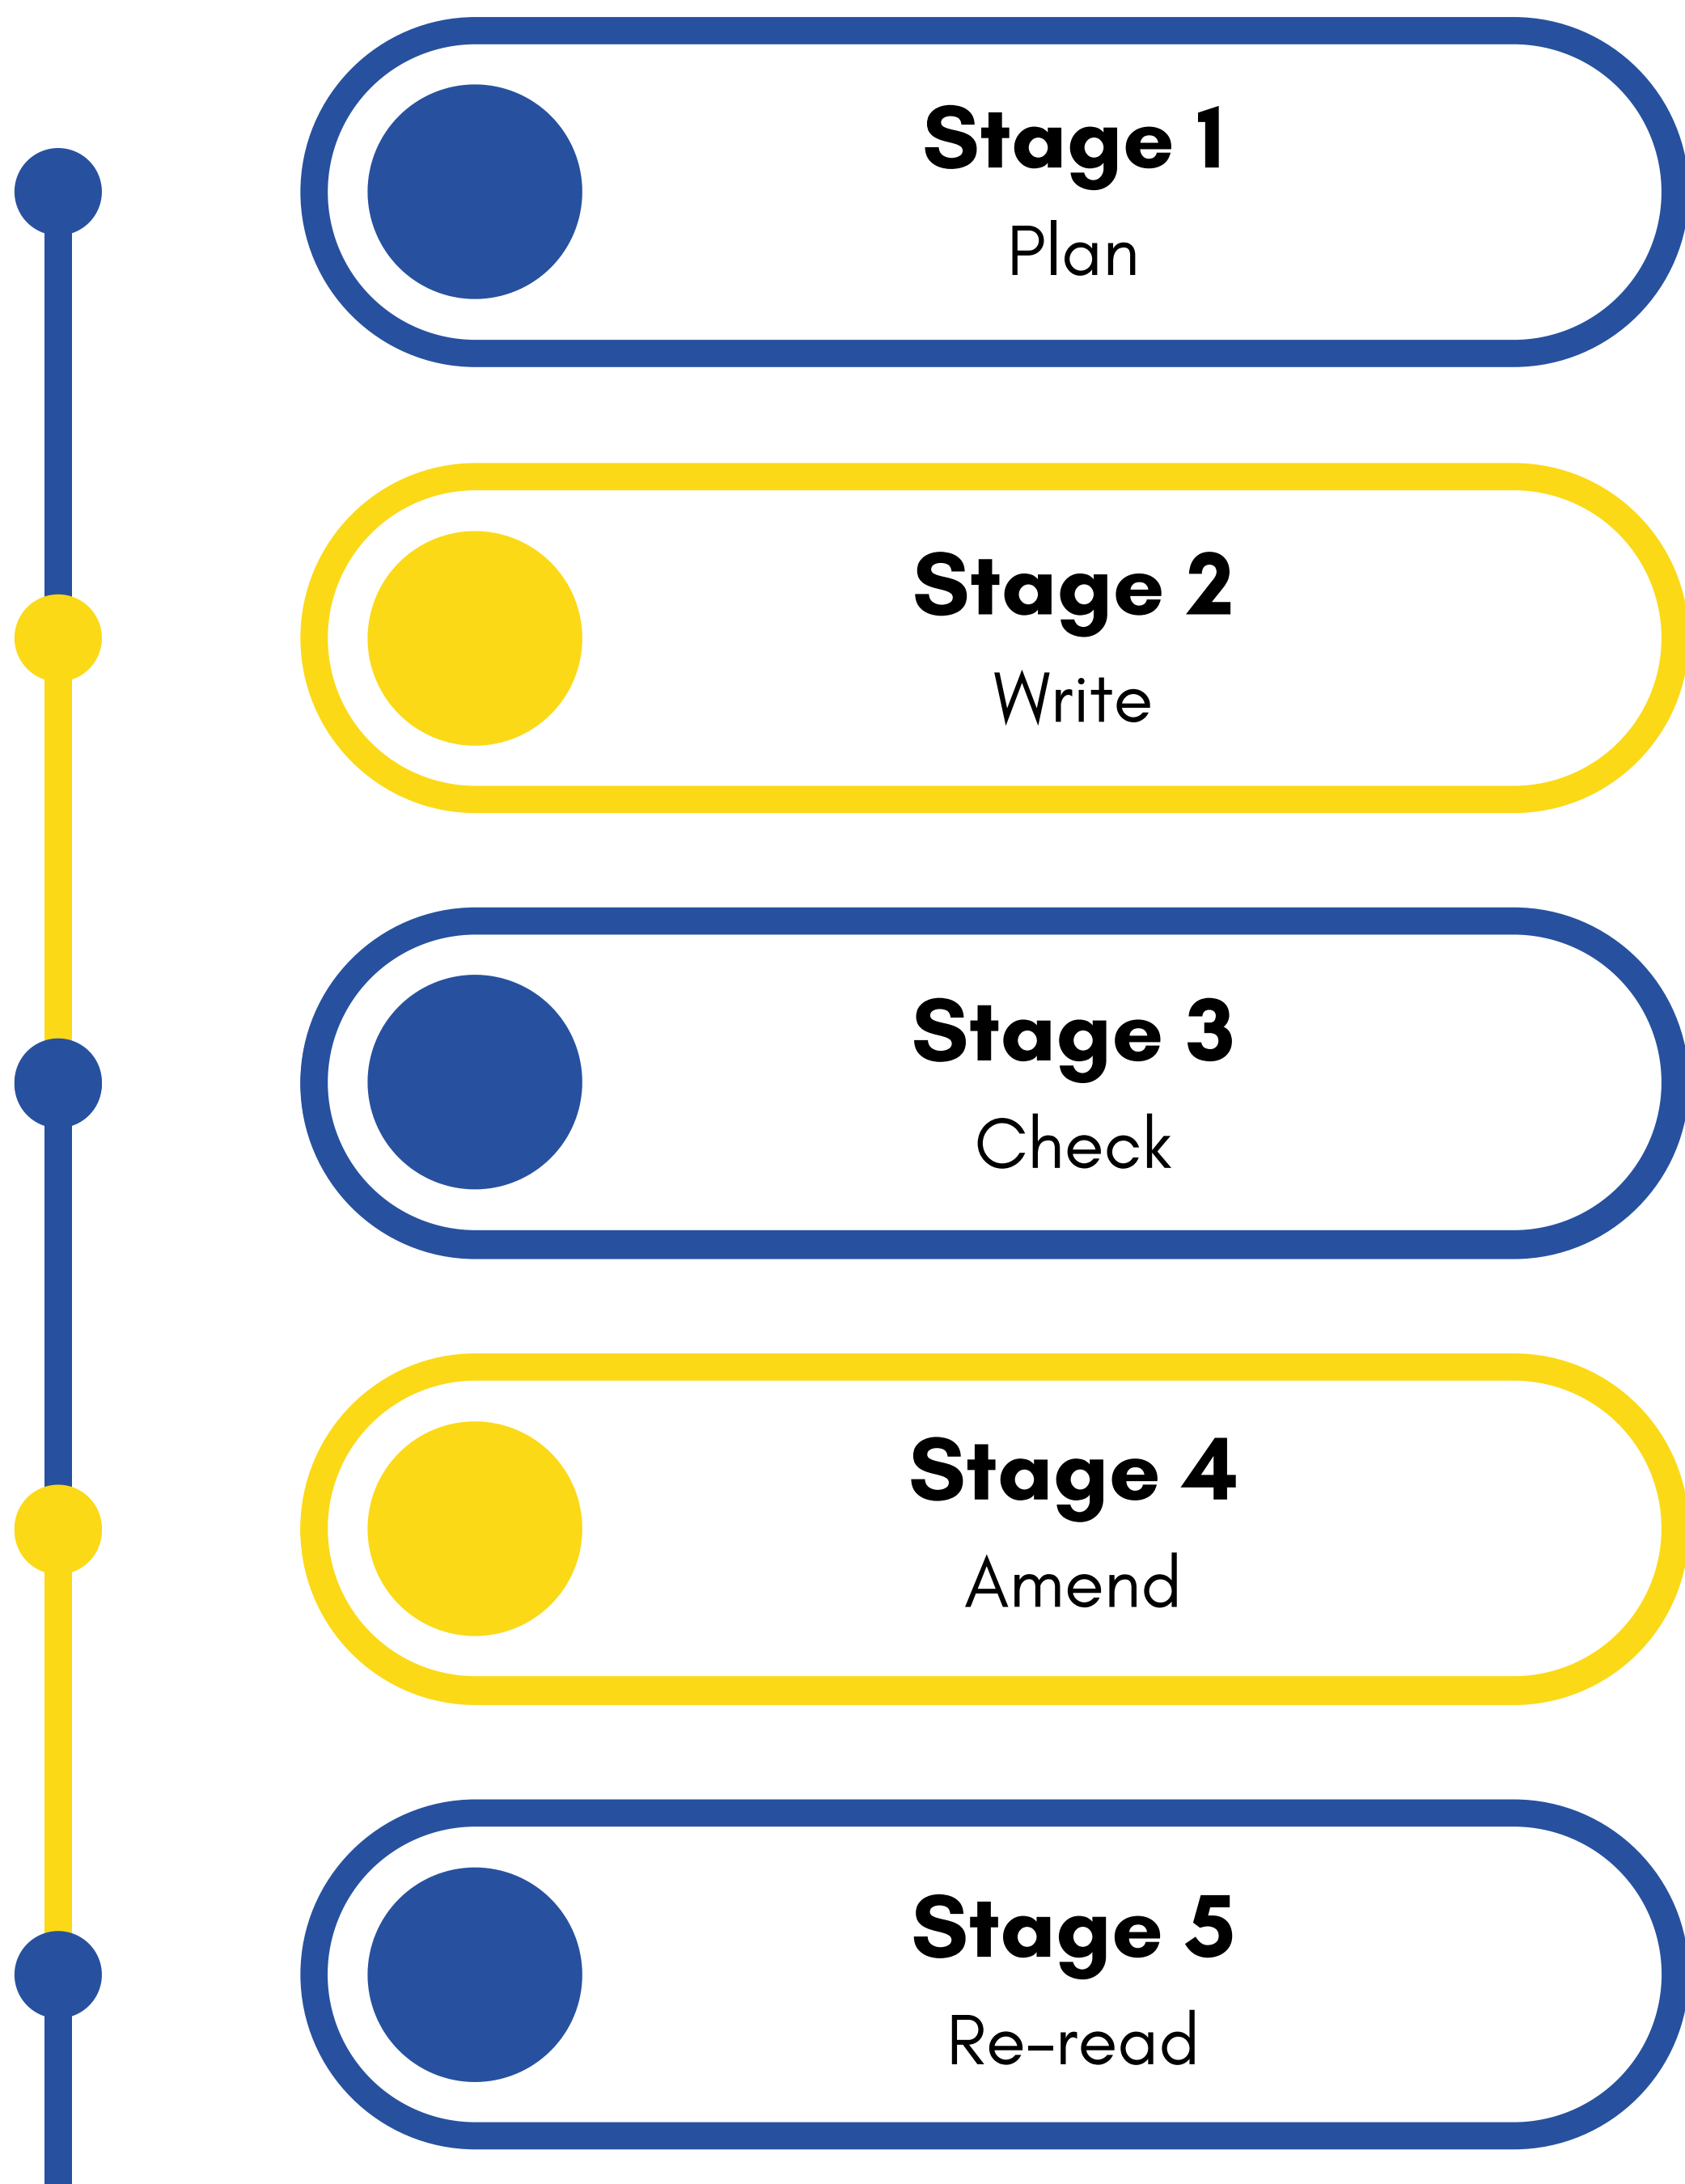 Stage 1
Plan
Stage 2
Write
Stage 3
Check
Stage 4
Amend
Stage 5
Re-read